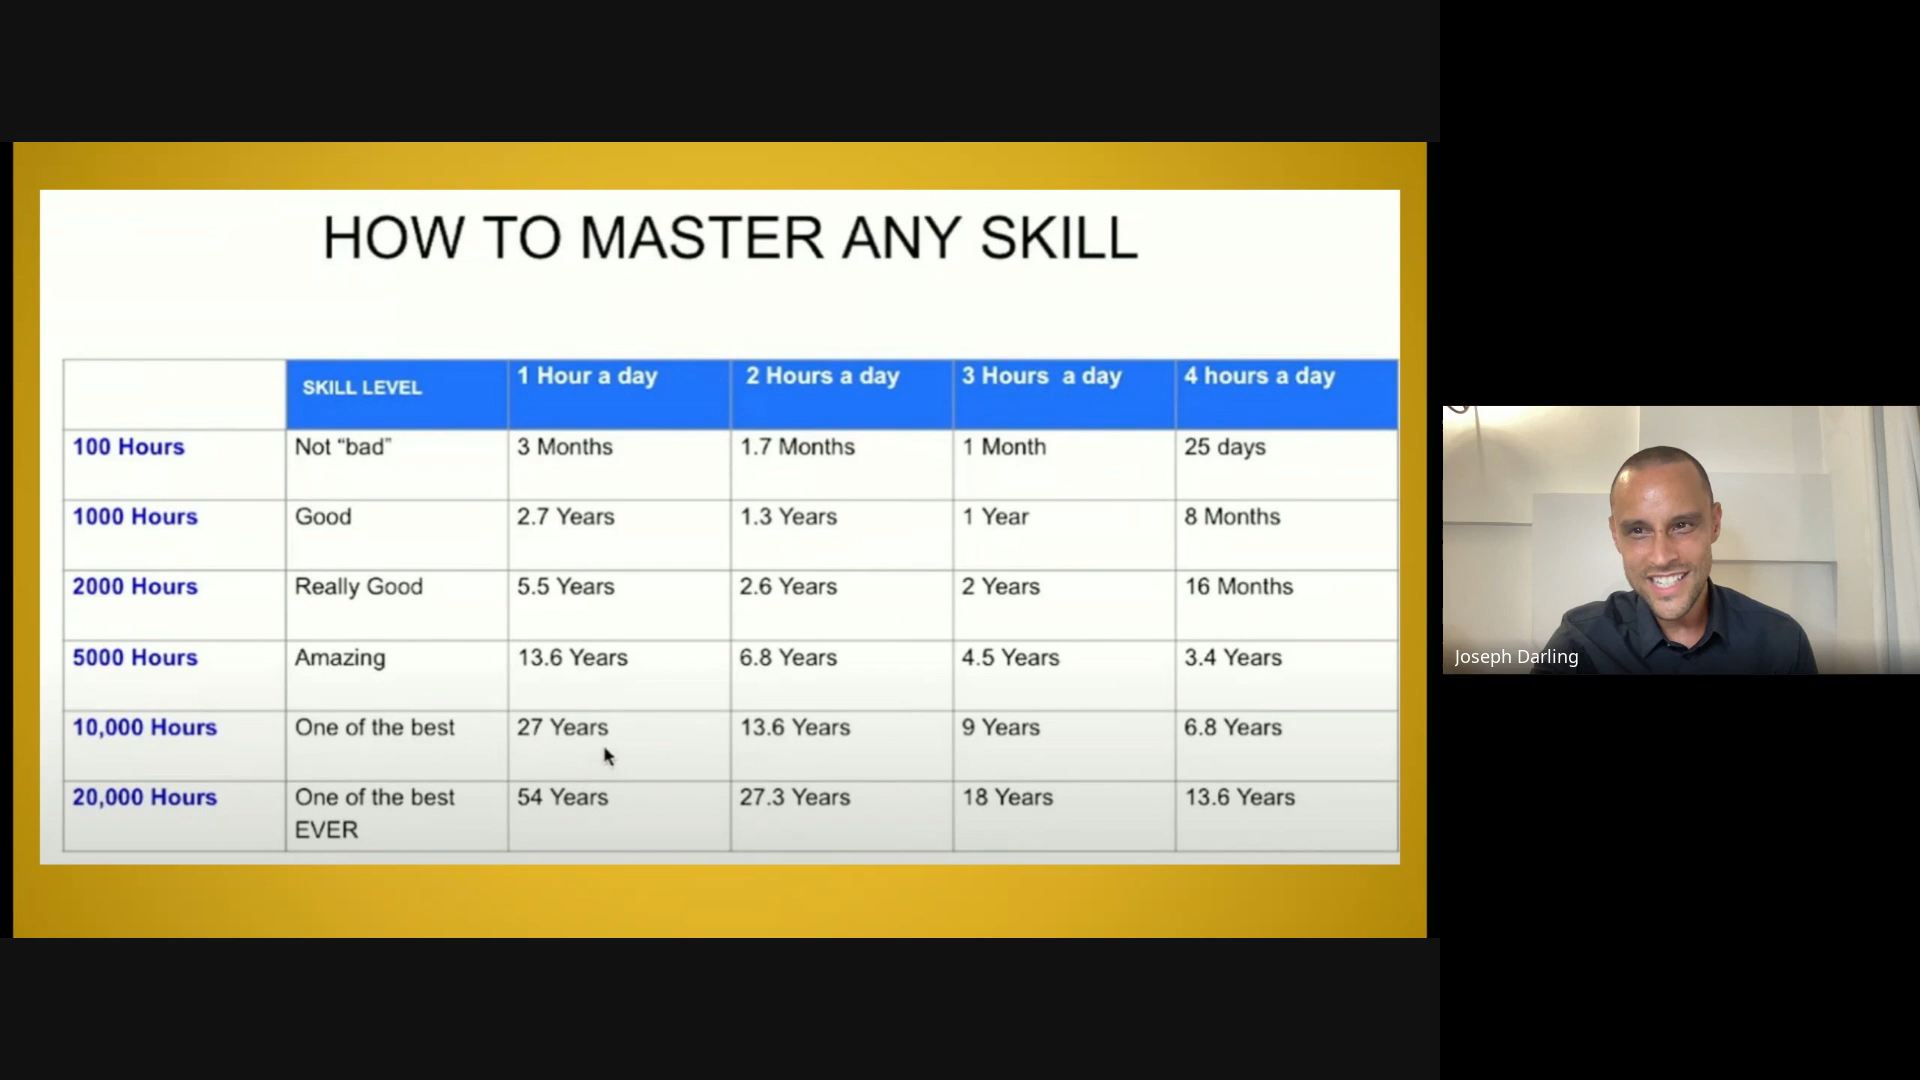 HOW TO MASTER ANY SKILL
SKILL LEVEL 1 Hour a day 2 Hours a day 3 Hours a day 4 hours a day
100 Hours Not “bad” 3 Months 1.7 Months 1 Month 25 days
1000 Hours Good 2.7 Years 1.3 Years 1 Year 8 Months
2000 Hours Really Good 5.5 Years 2.6 Years 2 Years 16 Months
5000 Hours Amazing 13.6 Years 6.8 Years 4.5 Years 3.4 Years
10,000 Hours One of the best 27 Years 13.6 Years 9 Years 6.8 Years
20,000 Hours One of the best 54 Years 27.3 Years 18 Years 13.6 Years
EVER
Joseph Darling